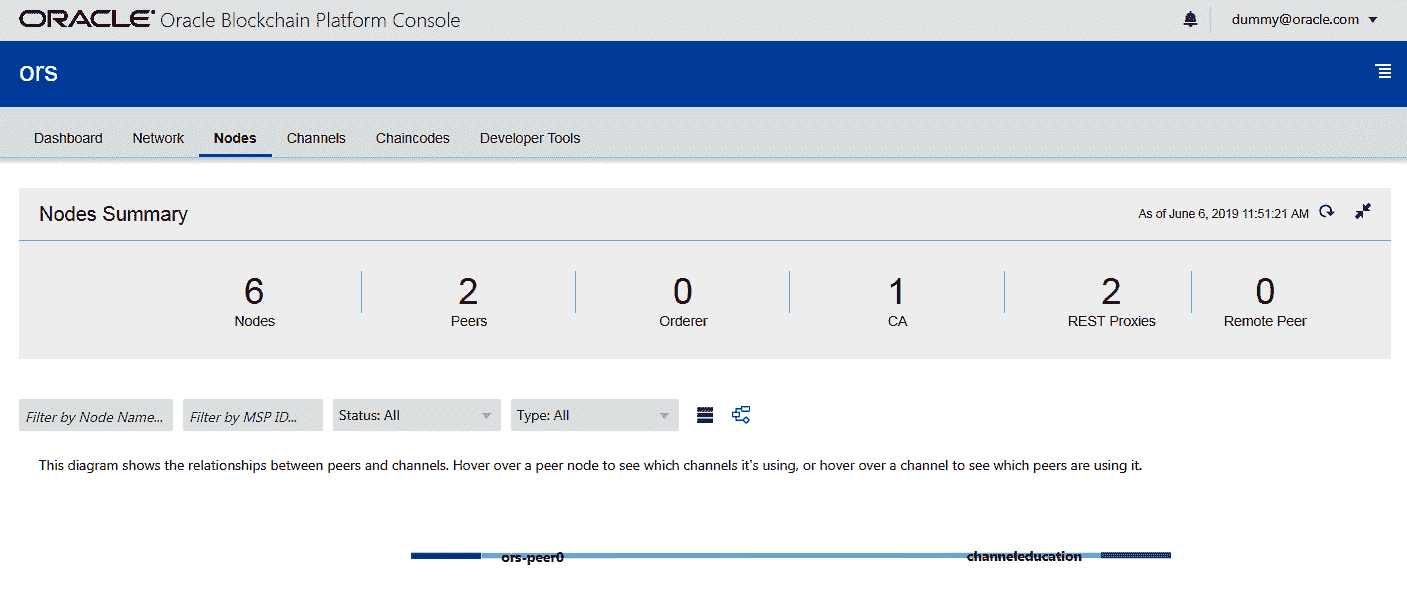 ORACLE Oracle Blockchain Platform Console dummy@oracle.com
ors
Dashboard Network Nodes Channels Chaincodes Developer Tools
Nodes Summary As of June 6, 2019 11:51:21 AM
6 2 0 1 2 0
Nodes Peers Orderer CA REST Proxies Remote Peer
Filter by Node Name... Filter by MSP ID... Status: All Type: All
This diagram shows the relationships between peers and channels. Hover over a peer node to see which channels it's using, or hover over a channel to see which peers are using it.
ors-peer0 channeleducation